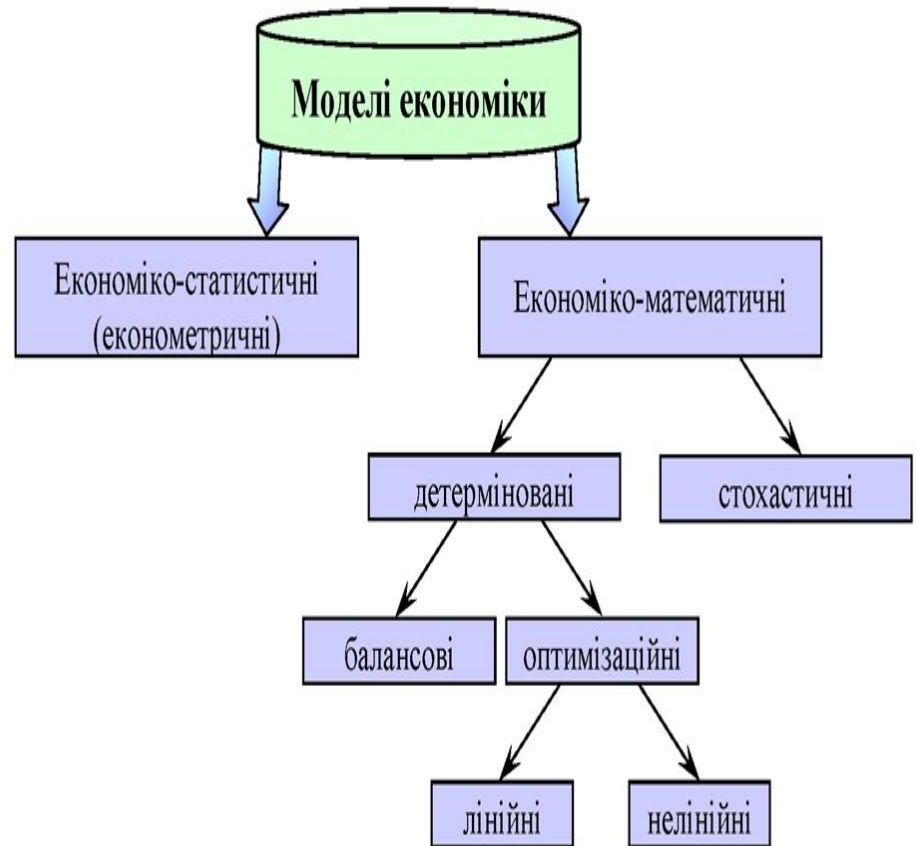 Моделі економіки
Економіко-статистичні
(економетричні)
Економіко-математичні
детерміновані
стохастичні
балансові
оптимізаційні
лінійні
нелінійні